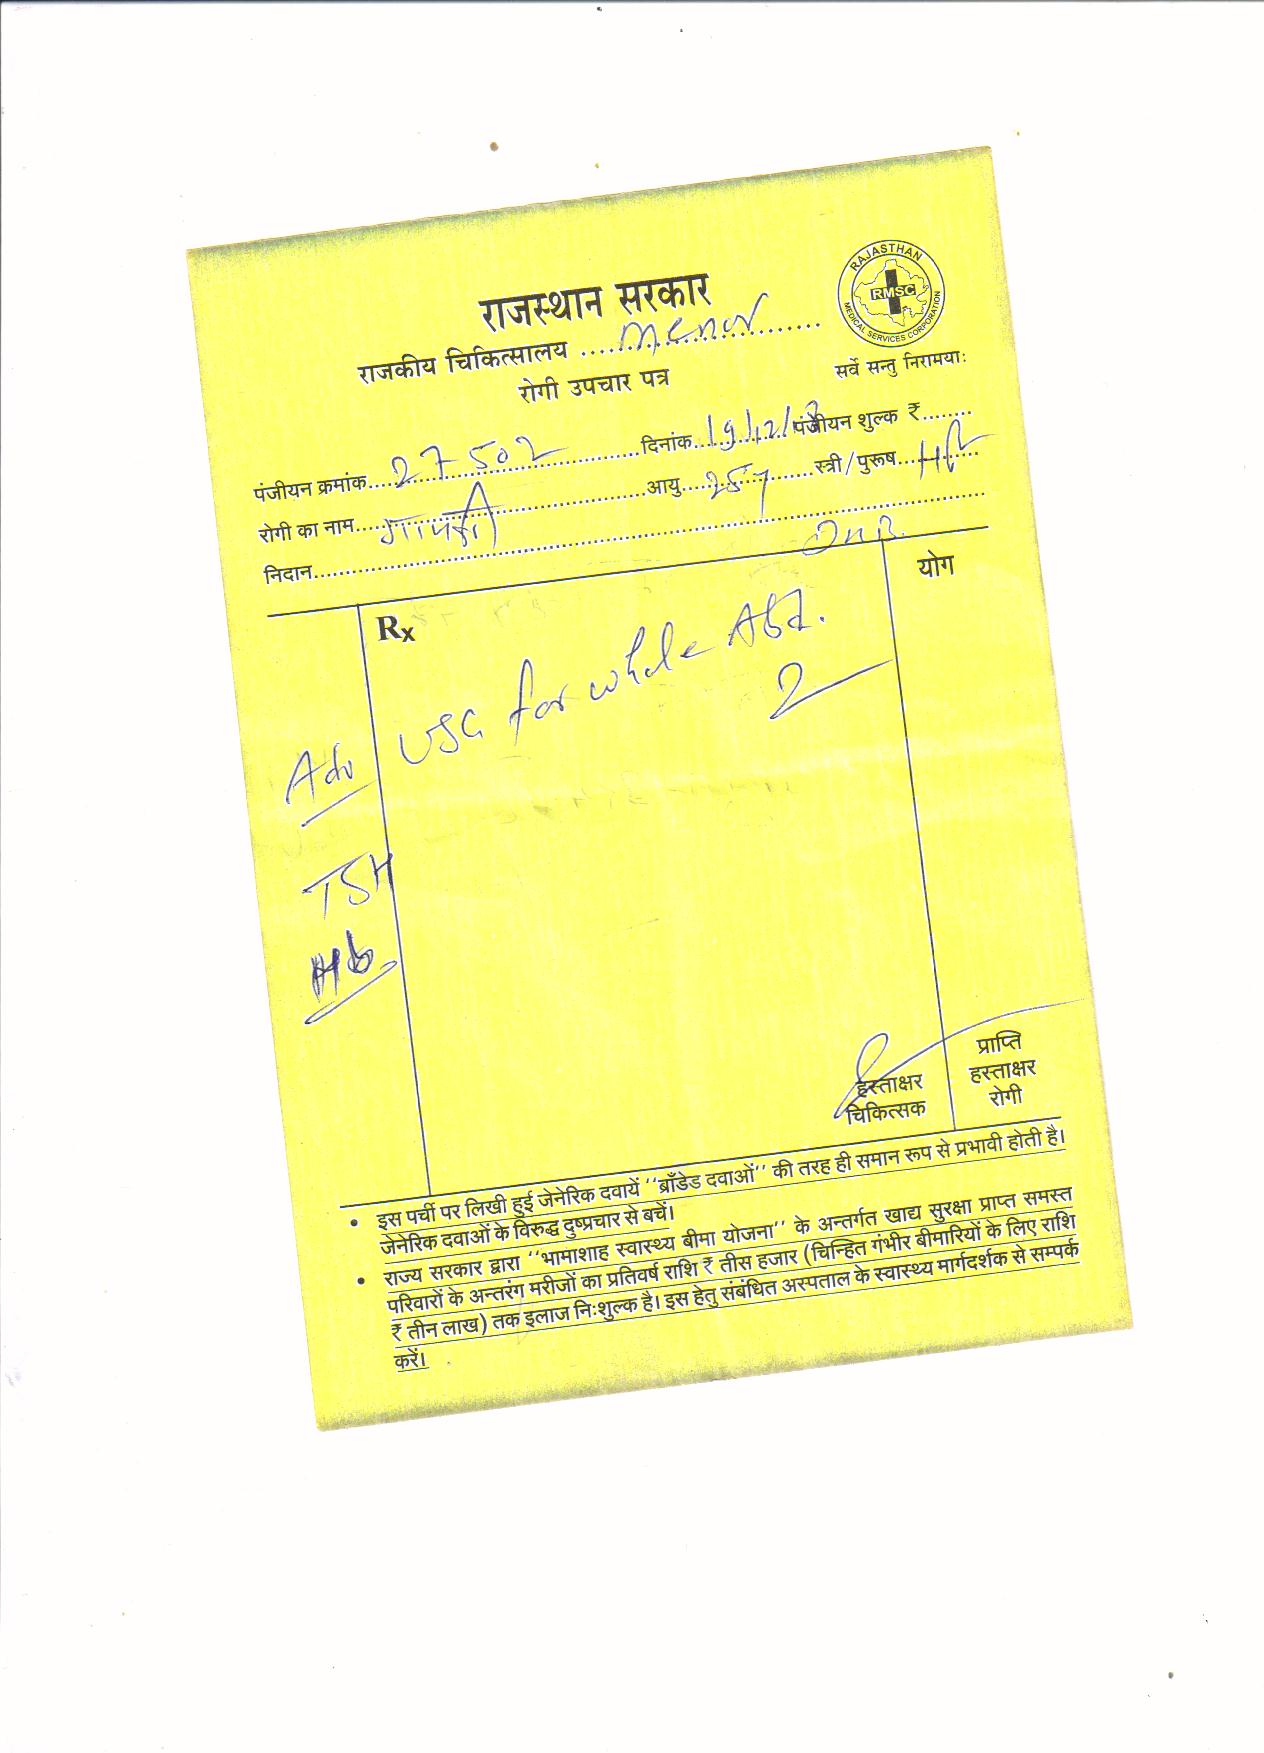 राजस्थान सरकार
राजकीय चिकित्सालय ..... Menar .....
रोगी उपचार पत्र
RAJASTHAN
RMSC
MEDICAL SERVICES CORPORATION
सर्वे सन्तु निरामयाः
पंजीयन क्रमांक..... 27502 .....दिनांक..... 19/12/ पंजीयन शुल्क ₹........
रोगी का नाम..... .....आयु..... 25y .....स्त्री/पुरूष.....
निदान.....
Rx
योग
USG for whole Abd.
2
Adv
TSH
Hb
हस्ताक्षर
चिकित्सक
प्राप्ति
हस्ताक्षर
रोगी
• इस पर्ची पर लिखी हुई जेनेरिक दवायें ''ब्राँडेड दवाओं'' की तरह ही समान रूप से प्रभावी होती है।
जेनेरिक दवाओं के विरुद्ध दुष्प्रचार से बचें।
• राज्य सरकार द्वारा ''भामाशाह स्वास्थ्य बीमा योजना'' के अन्तर्गत खाद्य सुरक्षा प्राप्त समस्त
परिवारों के अन्तरंग मरीजों का प्रतिवर्ष राशि ₹ तीस हजार (चिन्हित गंभीर बीमारियों के लिए राशि
₹ तीन लाख) तक इलाज निःशुल्क है। इस हेतु संबंधित अस्पताल के स्वास्थ्य मार्गदर्शक से सम्पर्क
करें।